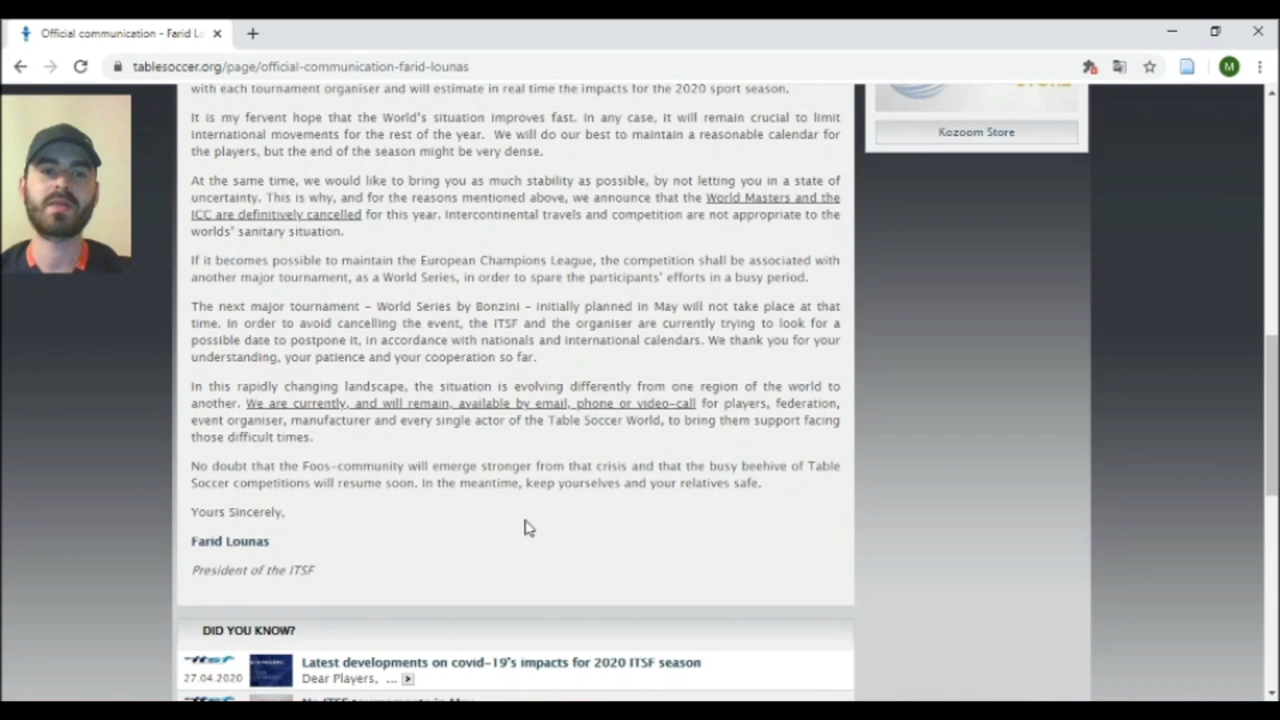 Official communication - Farid L
tablesoccer.org/page/official-communication-farid-lounas
M
with each tournament organiser and will estimate in real time the impacts for the 2020 sport season.
It is my fervent hope that the World's situation improves fast. In any case, it will remain crucial to limit
international movements for the rest of the year. We will do our best to maintain a reasonable calendar for
the players, but the end of the season might be very dense.
At the same time, we would like to bring you as much stability as possible, by not letting you in a state of
uncertainty. This is why, and for the reasons mentioned above, we announce that the World Masters and the
ICC are definitively cancelled for this year. Intercontinental travels and competition are not appropriate to the
worlds' sanitary situation.
If it becomes possible to maintain the European Champions League, the competition shall be associated with
another major tournament, as a World Series, in order to spare the participants' efforts in a busy period.
The next major tournament – World Series by Bonzini – initially planned in May will not take place at that
time. In order to avoid cancelling the event, the ITSF and the organiser are currently trying to look for a
possible date to postpone it, in accordance with nationals and international calendars. We thank you for your
understanding, your patience and your cooperation so far.
In this rapidly changing landscape, the situation is evolving differently from one region of the world to
another. We are currently, and will remain, available by email, phone or video-call for players, federation,
event organiser, manufacturer and every single actor of the Table Soccer World, to bring them support facing
those difficult times.
No doubt that the Foos-community will emerge stronger from that crisis and that the busy beehive of Table
Soccer competitions will resume soon. In the meantime, keep yourselves and your relatives safe.
Yours Sincerely,
Farid Lounas
President of the ITSF
Kozoom Store
DID YOU KNOW?
itsf
27.04.2020
Latest developments on covid-19's impacts for 2020 ITSF season
Dear Players, ...